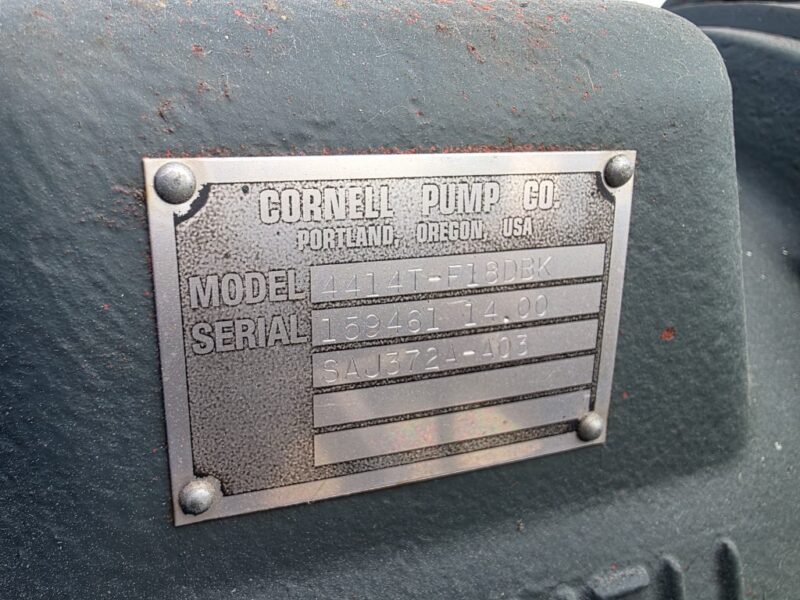 CORNELL PUMP CO.
PORTLAND, OREGON, USA
MODEL 4414T-F18DBK
SERIAL 159461 14.00
SAJ372A-A03